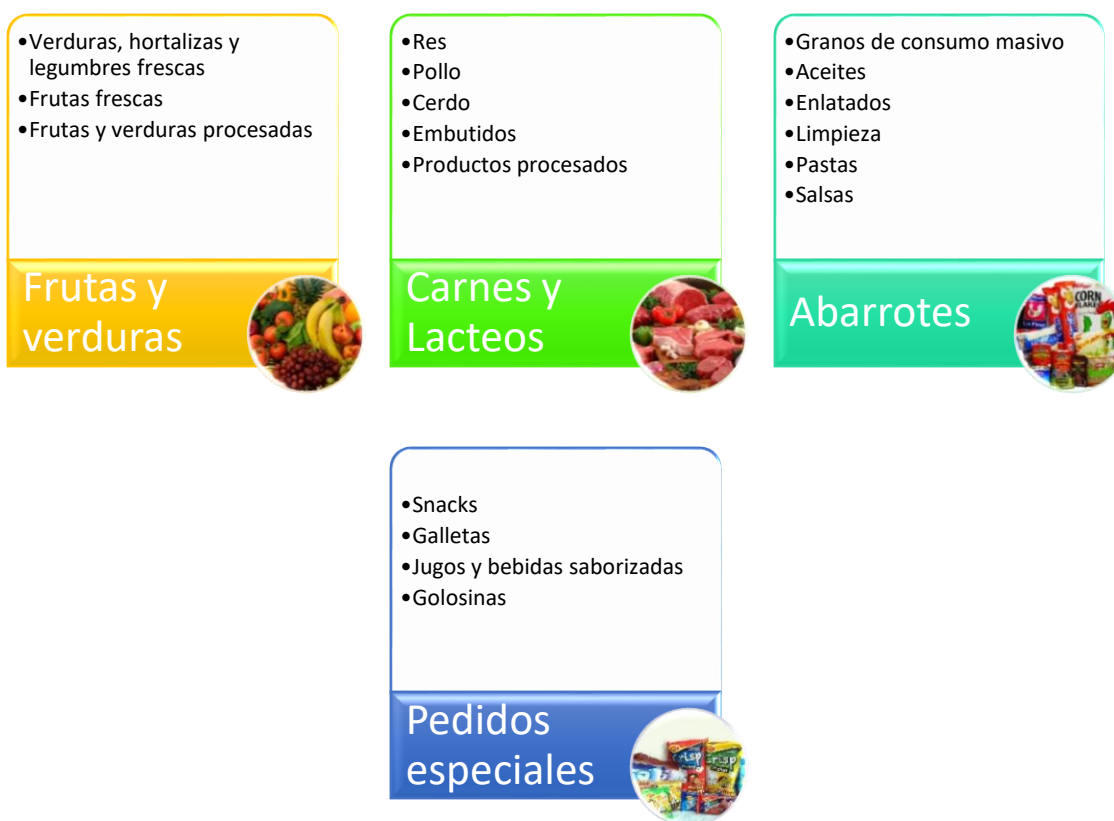 •Verduras, hortalizas y
legumbres frescas
•Frutas frescas
•Frutas y verduras procesadas
Frutas y
verduras
•Res
•Pollo
•Cerdo
•Embutidos
•Productos procesados
Carnes y
Lacteos
•Granos de consumo masivo
•Aceites
•Enlatados
•Limpieza
•Pastas
•Salsas
Abarrotes
CORN
•Snacks
•Galletas
•Jugos y bebidas saborizadas
•Golosinas
Pedidos
especiales